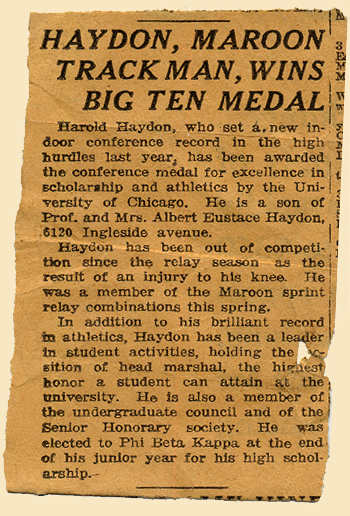 HAYDON, MAROON
TRACK MAN, WINS
BIG TEN MEDAL
Harold Haydon, who set a new in-
door conference record in the high
hurdles last year, has been awarded
the conference medal for excellence in
scholarship and athletics by the Uni-
versity of Chicago. He is a son of
Prof. and Mrs. Albert Eustace Haydon,
6120 Ingleside avenue.
Haydon has been out of competi-
tion since the relay season as the
result of an injury to his knee. He
was a member of the Maroon sprint
relay combinations this spring.
In addition to his brilliant record
in athletics, Haydon has been a leader
in student activities, holding the
sition of head marshal, the highest
honor a student can attain at the
university. He is also a member of
the undergraduate council and of the
Senior Honorary society. He was
elected to Phi Beta Kappa at the end
of his junior year for his high schol-
arship.